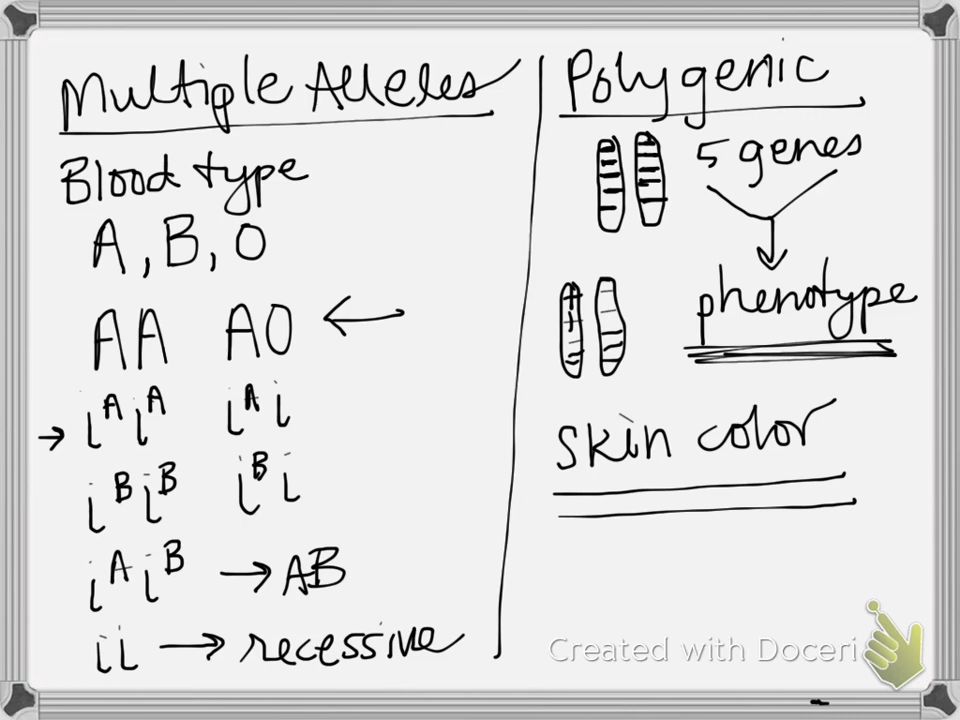 Multiple Alleles
Blood type
A, B, O
AA AO ←
→ i^A i^A i^A i
i^B i^B i^B i
i^A i^B → AB
ii → recessive
Polygenic
5 genes
phenotype
skin color
Created with Doceri